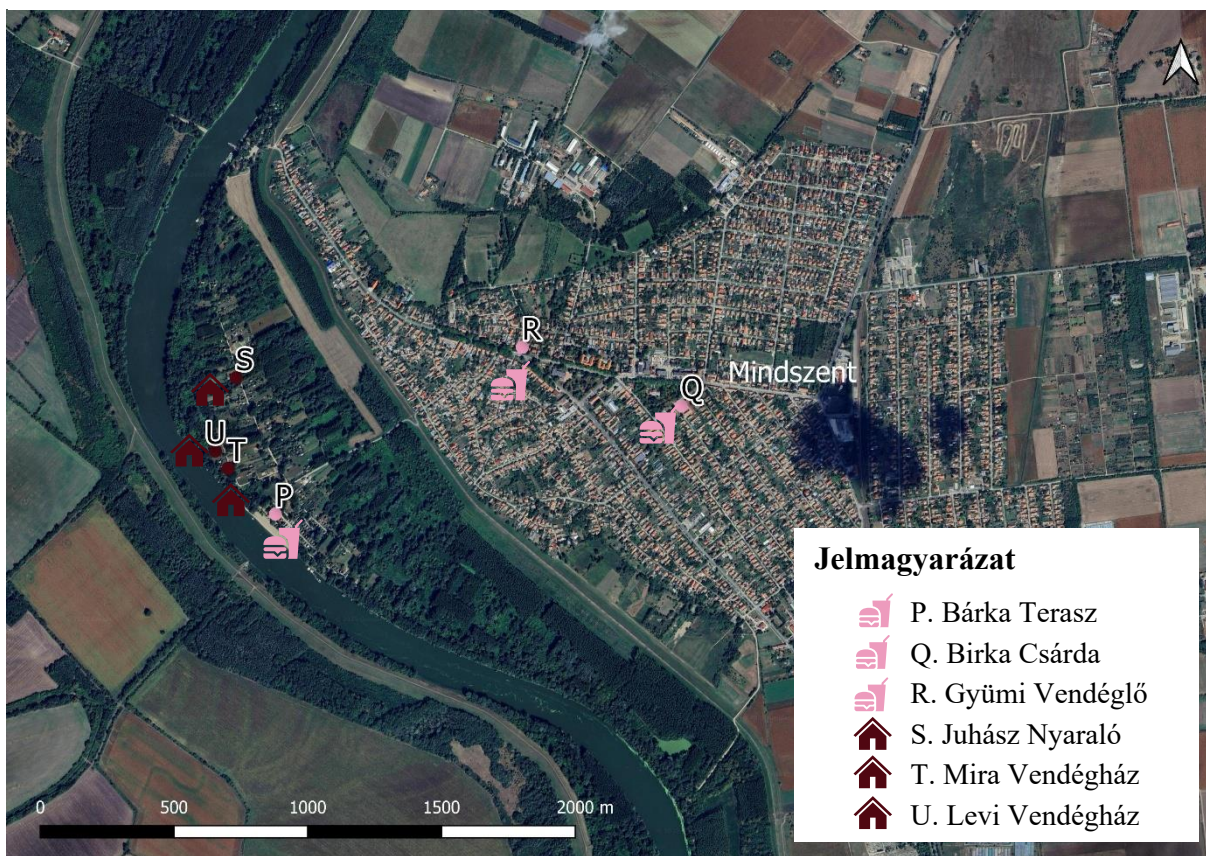 R
S
Mindszent
Q
U
T
P
Jelmagyarázat
P. Bárka Terasz
Q. Birka Csárda
R. Gyümi Vendéglő
S. Juhász Nyaraló
T. Mira Vendégház
U. Levi Vendégház
0 500 1000 1500 2000 m